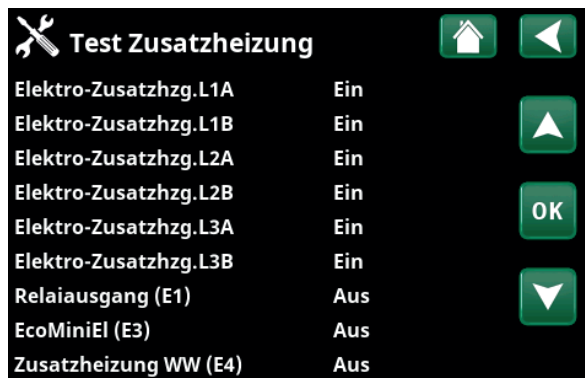 Test Zusatzheizung
Elektro-Zusatzhzg.L1A Ein
Elektro-Zusatzhzg.L1B Ein
Elektro-Zusatzhzg.L2A Ein
Elektro-Zusatzhzg.L2B Ein
Elektro-Zusatzhzg.L3A Ein
Elektro-Zusatzhzg.L3B Ein
Relaiausgang (E1) Aus
EcoMiniEl (E3) Aus
Zusatzheizung WW (E4) Aus
OK